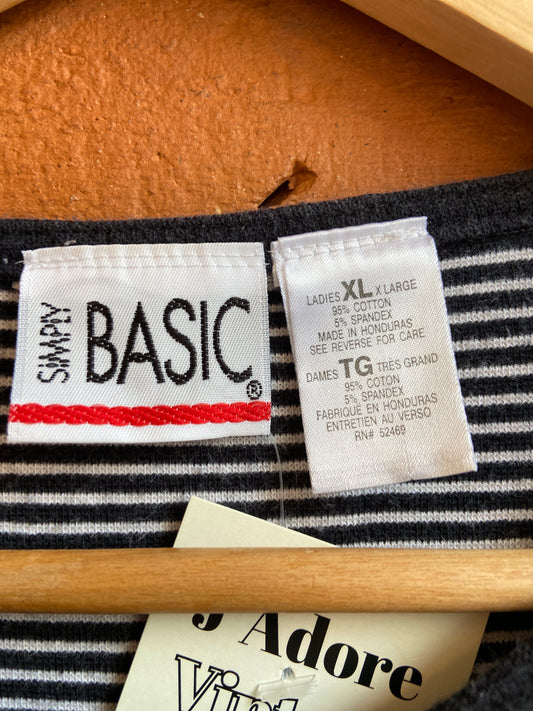 SiMPLY
BASIC®
LADIES XL X LARGE
95% COTTON
5% SPANDEX
MADE IN HONDURAS
SEE REVERSE FOR CARE
DAMES TG TRÈS GRAND
95% COTON
5% SPANDEX
FABRIQUE EN HONDURAS
ENTRETIEN AU VERSO
RN# 52469
J'Adore